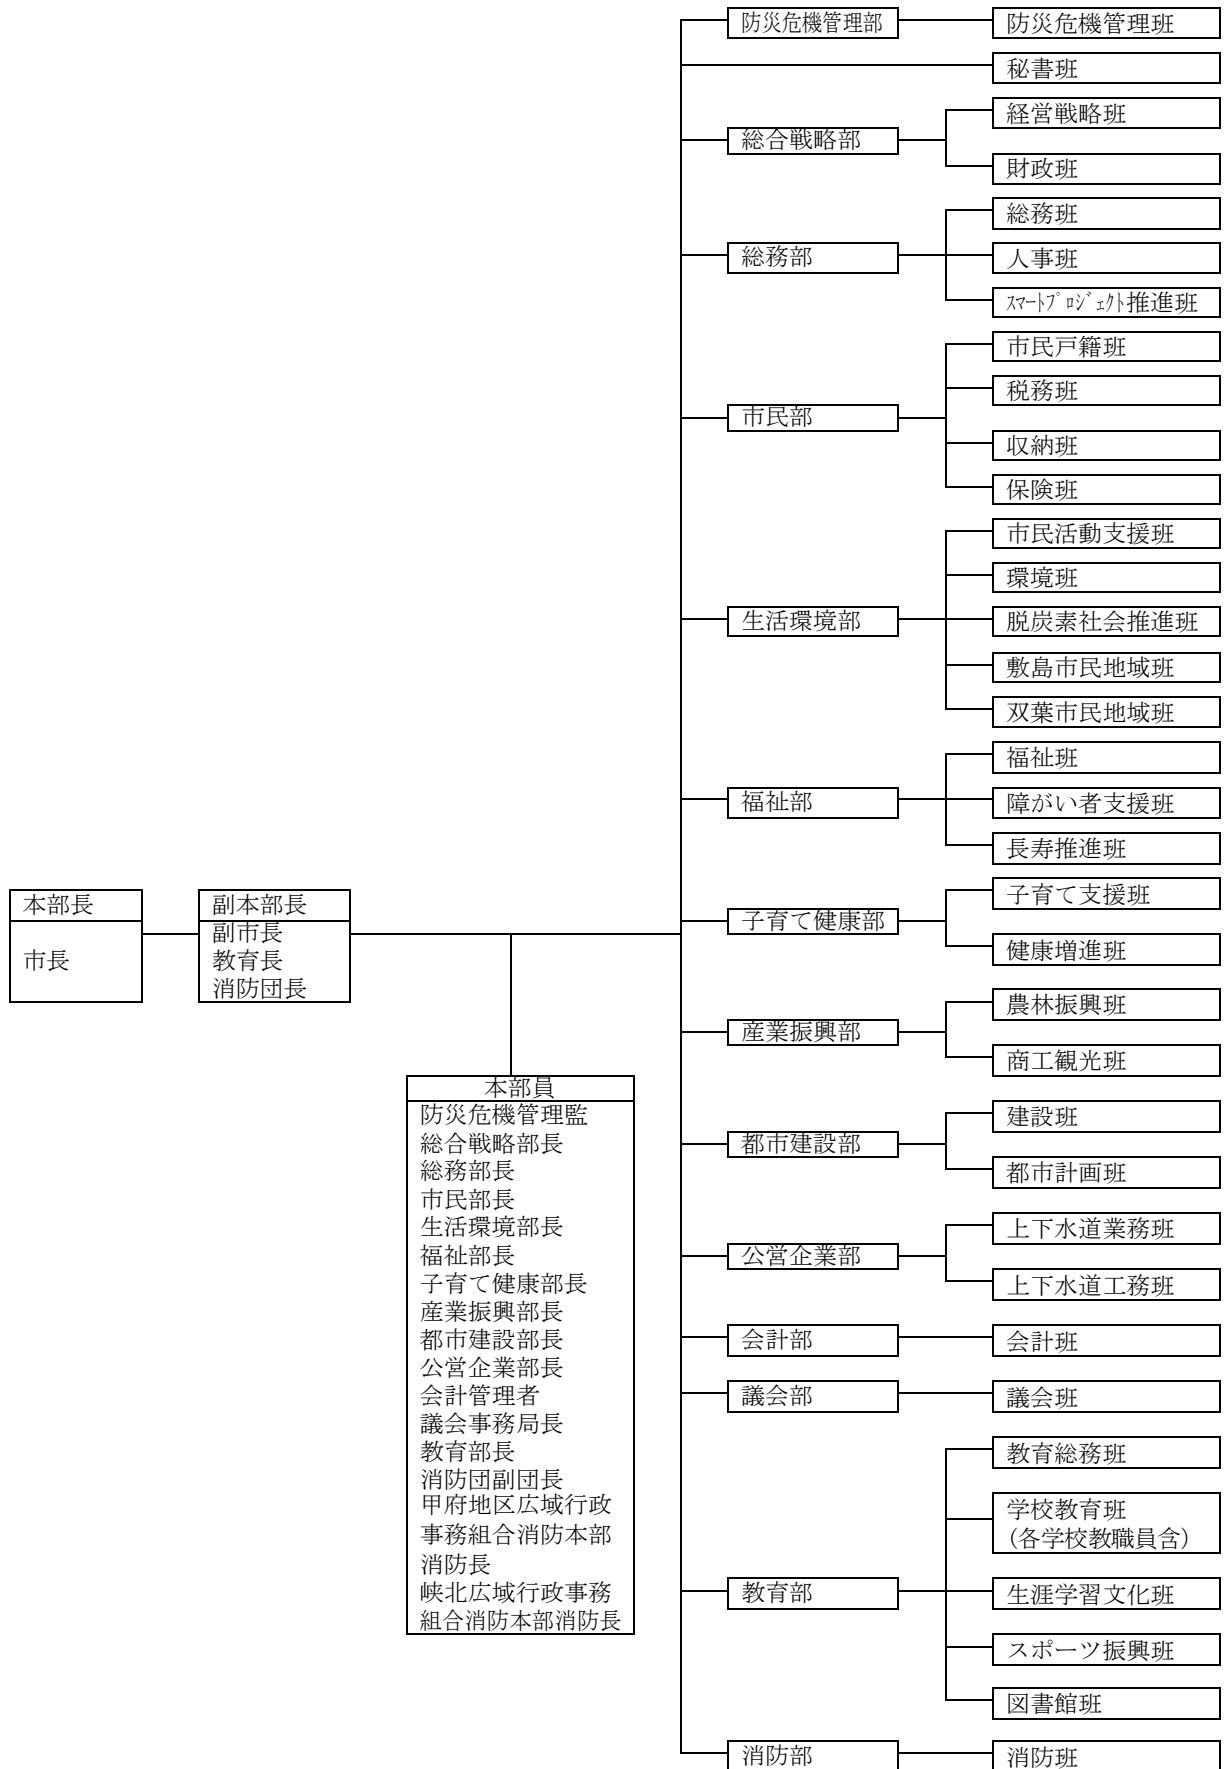 本部長
市長
副本部長
副市長
教育長
消防団長
本部員
防災危機管理監
総合戦略部長
総務部長
市民部長
生活環境部長
福祉部長
子育て健康部長
産業振興部長
都市建設部長
公営企業部長
会計管理者
議会事務局長
教育部長
消防団副団長
甲府地区広域行政
事務組合消防本部
消防長
峡北広域行政事務
組合消防本部消防長
防災危機管理部
防災危機管理班
秘書班
総合戦略部
経営戦略班
財政班
総務部
総務班
人事班
ｽﾏｰﾄﾌﾟﾛｼﾞｪｸﾄ推進班
市民部
市民戸籍班
税務班
収納班
保険班
生活環境部
市民活動支援班
環境班
脱炭素社会推進班
敷島市民地域班
双葉市民地域班
福祉部
福祉班
障がい者支援班
長寿推進班
子育て健康部
子育て支援班
健康増進班
産業振興部
農林振興班
商工観光班
都市建設部
建設班
都市計画班
公営企業部
上下水道業務班
上下水道工務班
会計部
会計班
議会部
議会班
教育部
教育総務班
学校教育班
(各学校教職員含)
生涯学習文化班
スポーツ振興班
図書館班
消防部
消防班